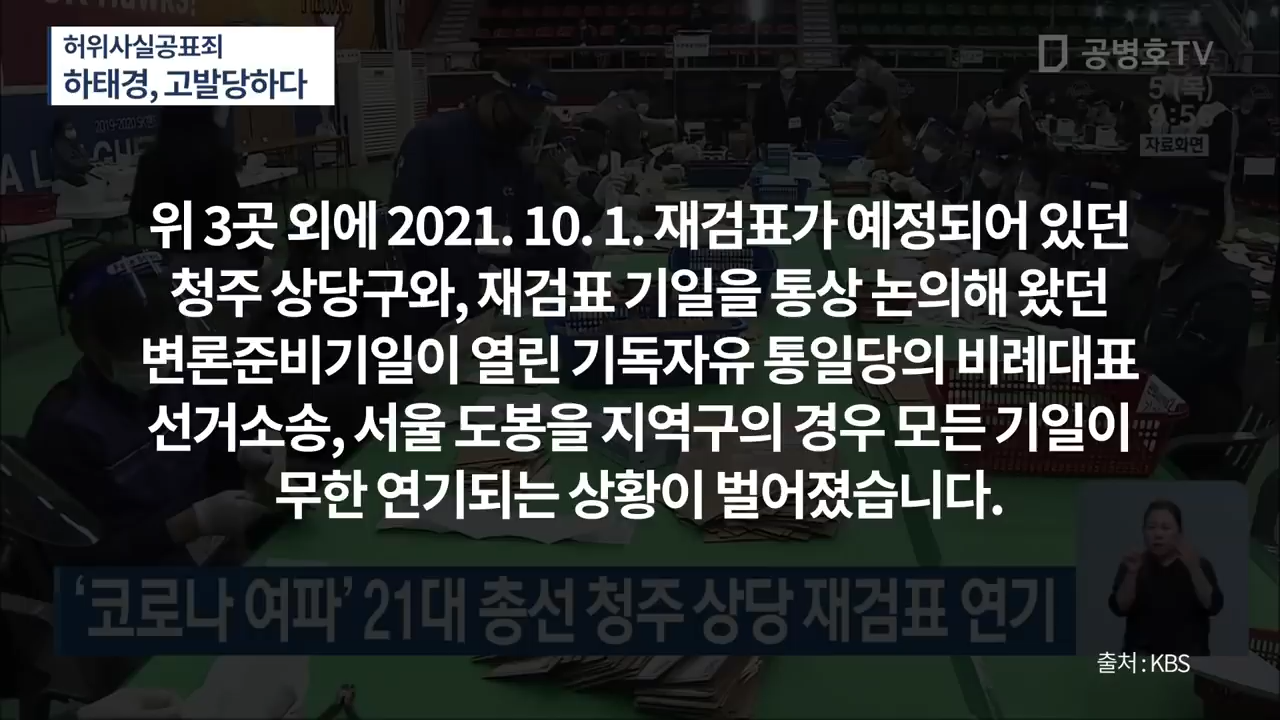 허위사실공표죄
하태경, 고발당하다
공병호TV
5 (목)
9:5
자료화면
2019-2020 SK
위 3곳 외에 2021. 10. 1. 재검표가 예정되어 있던
청주 상당구와, 재검표 기일을 통상 논의해 왔던
변론준비기일이 열린 기독자유 통일당의 비례대표
선거소송, 서울 도봉을 지역구의 경우 모든 기일이
무한 연기되는 상황이 벌어졌습니다.
‘코로나 여파’ 21대 총선 청주 상당 재검표 연기
출처 : KBS